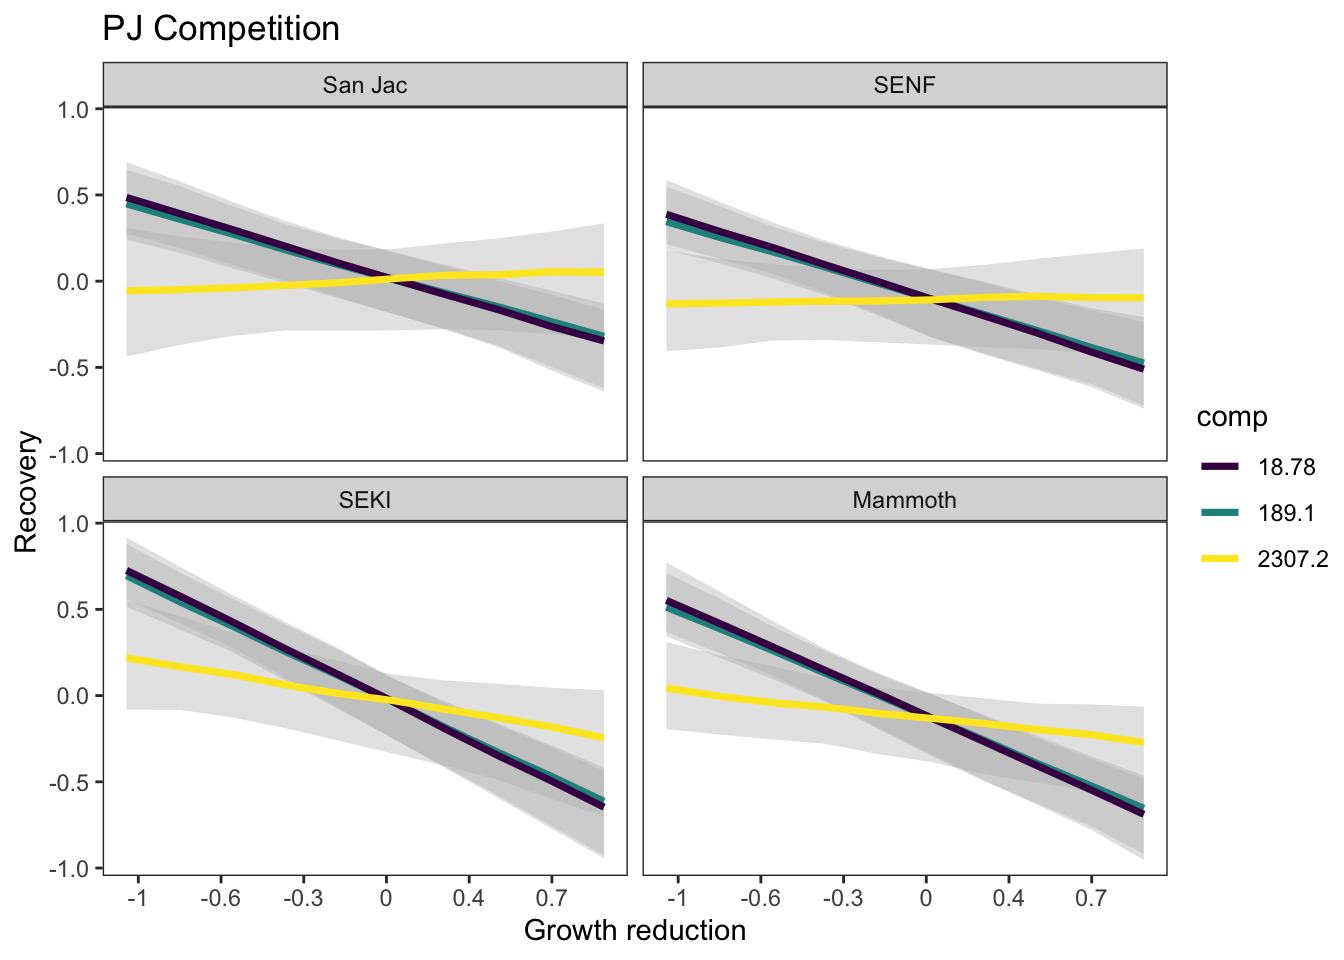 PJ Competition
San Jac
SENF
1.0
0.5
0.0
-0.5
-1.0
SEKI
Mammoth
1.0
0.5
0.0
-0.5
-1.0
-1 -0.6 -0.3 0 0.4 0.7
-1 -0.6 -0.3 0 0.4 0.7
Growth reduction
Recovery
comp
18.78
189.1
2307.2